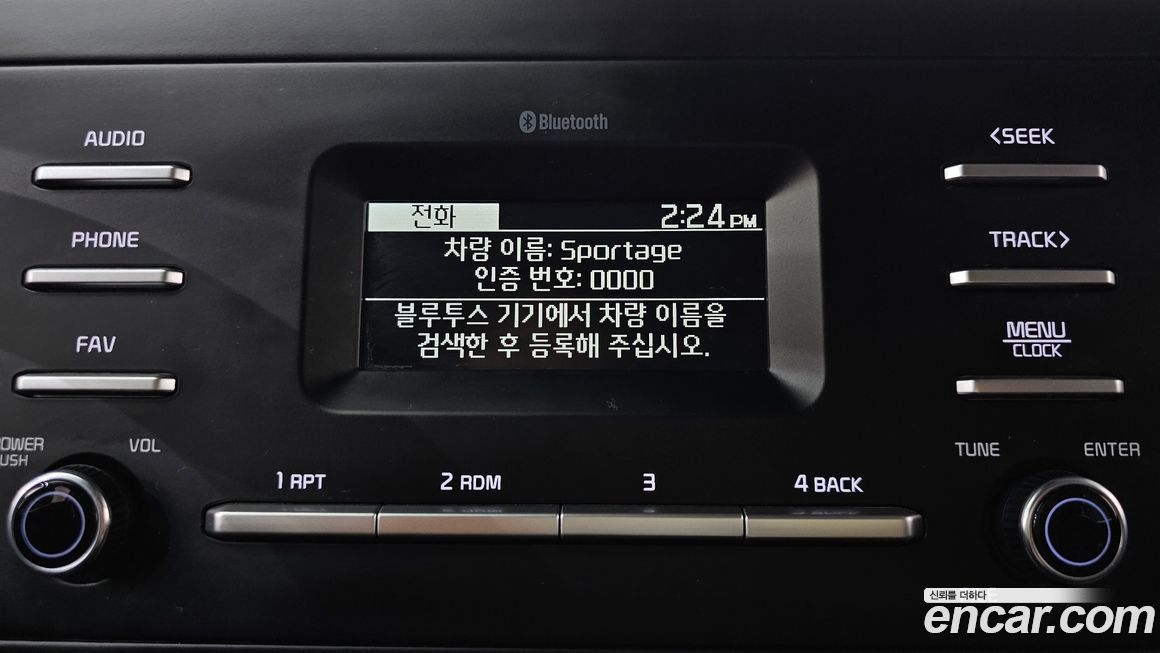 Bluetooth
AUDIO
<SEEK
전화
2:24 PM
PHONE
차량 이름: Sportage
TRACK>
인증 번호: 0000
블루투스 기기에서 차량 이름을
검색한 후 등록해 주십시오.
FAV
MENU
CLOCK
POWER
PUSH
VOL
TUNE
ENTER
1 RPT
2 RDM
3
4 BACK
신뢰를 더하다
encar.com